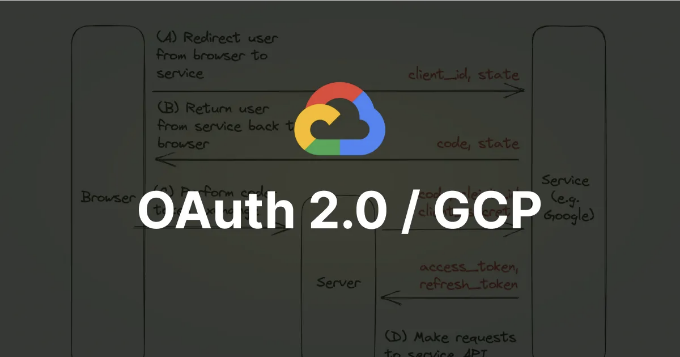 (A) Redirect user
from browser to
service
client_id, state
(B) Return user
from service back t
browser
code, state
Browser
Service
(e.g.
Google)
OAuth 2.0 / GCP
Server
access_token,
refresh_token
(D) Make requests
to service API